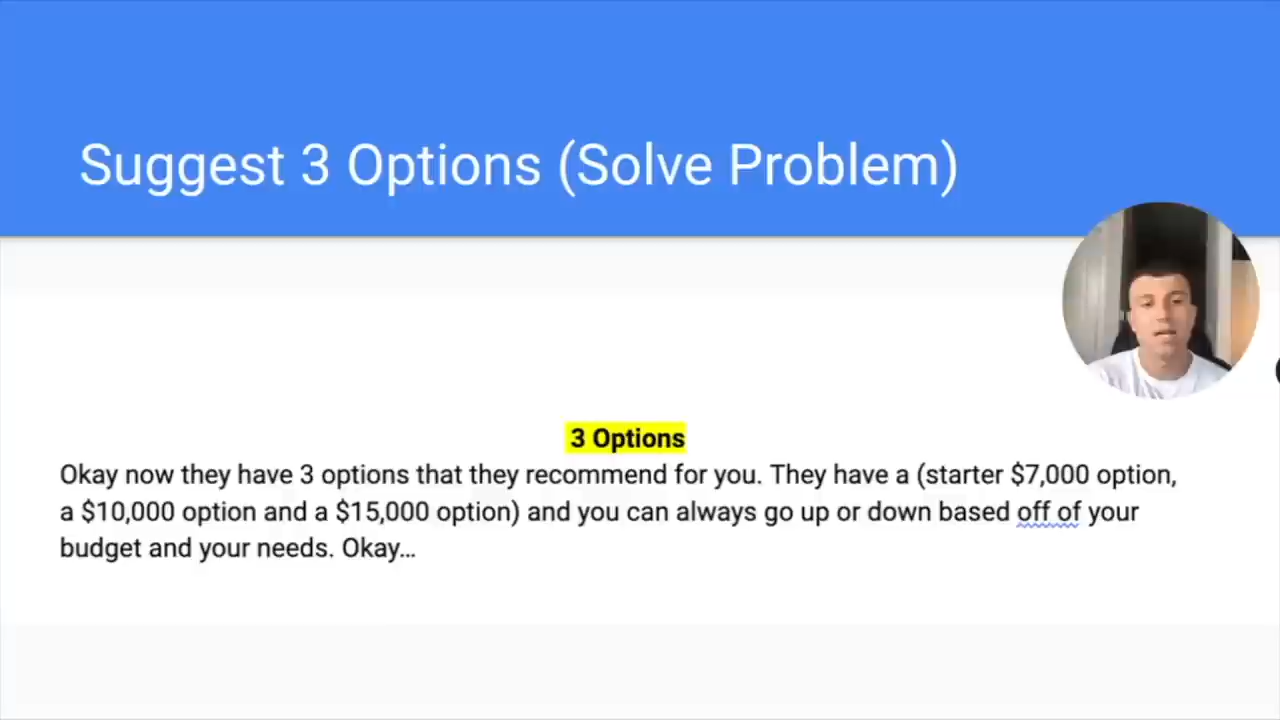 Suggest 3 Options (Solve Problem)
3 Options
Okay now they have 3 options that they recommend for you. They have a (starter $7,000 option,
a $10,000 option and a $15,000 option) and you can always go up or down based off of your
budget and your needs. Okay...